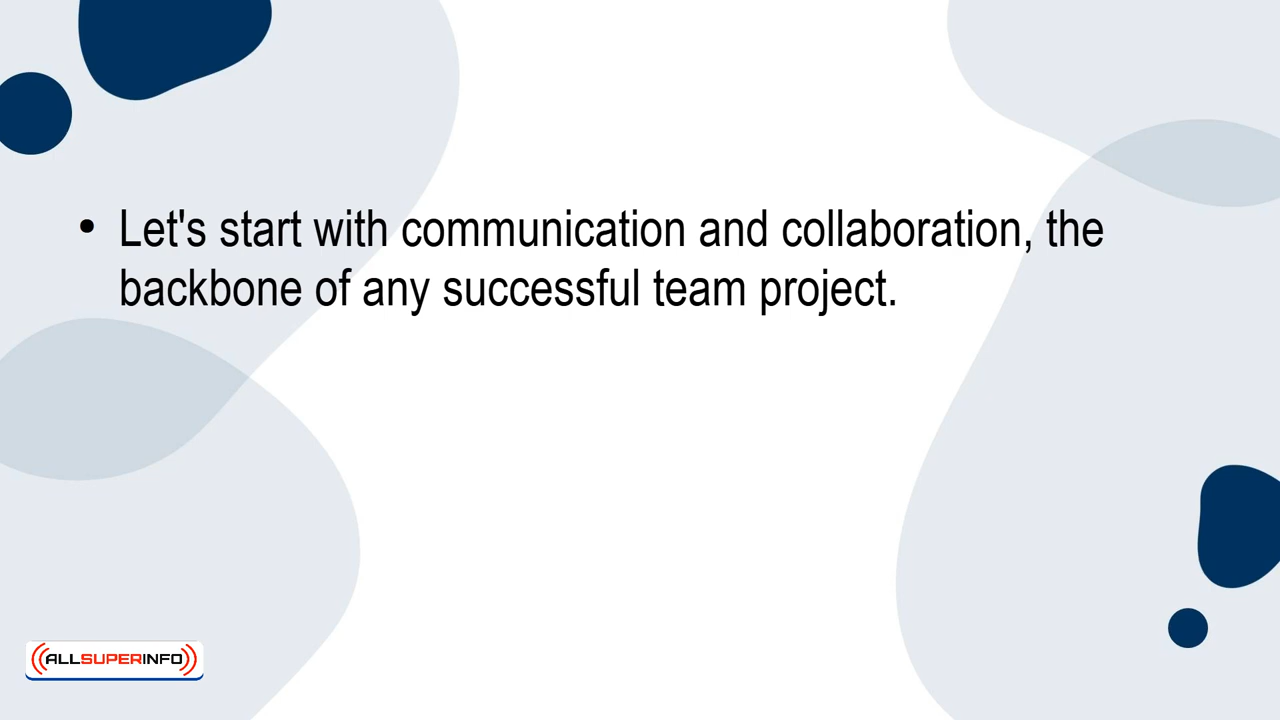 • Let's start with communication and collaboration, the
backbone of any successful team project.
ALLSUPERINFO